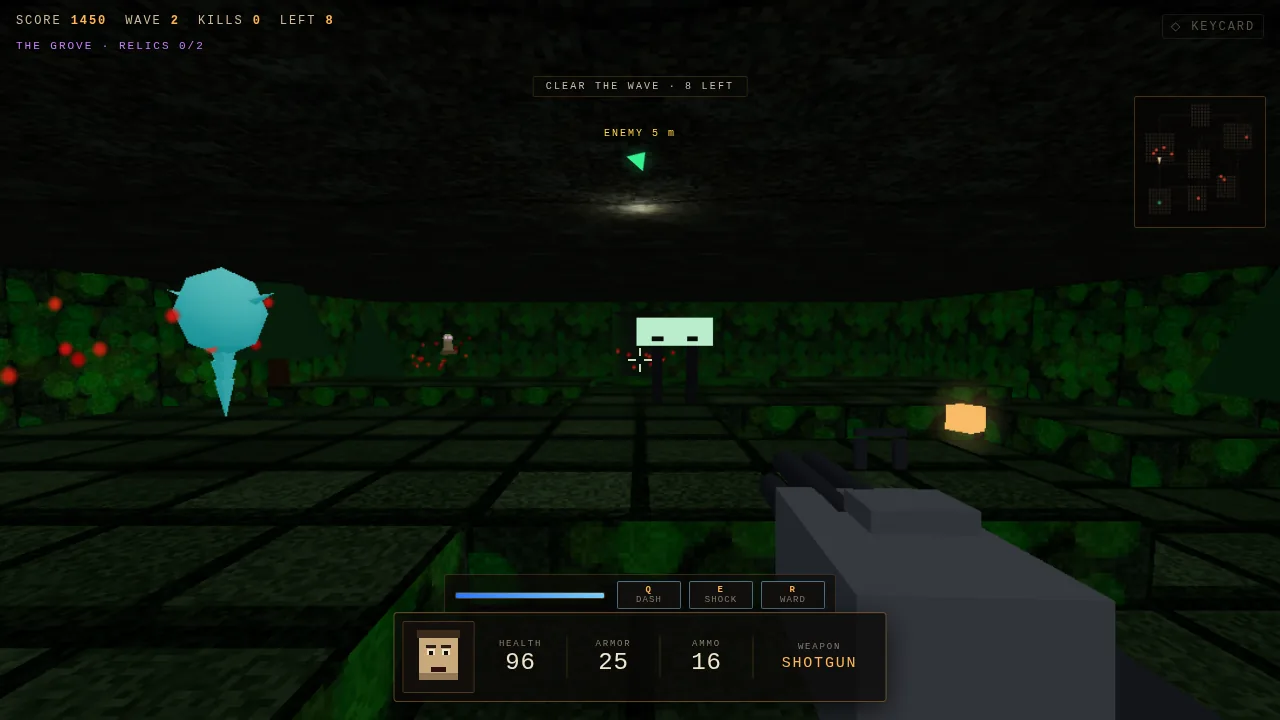 SCORE 1450 WAVE 2 KILLS 0 LEFT 8
THE GROVE · RELICS 0/2
◇ KEYCARD
CLEAR THE WAVE · 8 LEFT
ENEMY 5 m
Q E R
DASH SHOCK WARD
HEALTH ARMOR AMMO WEAPON
96 25 16 SHOTGUN